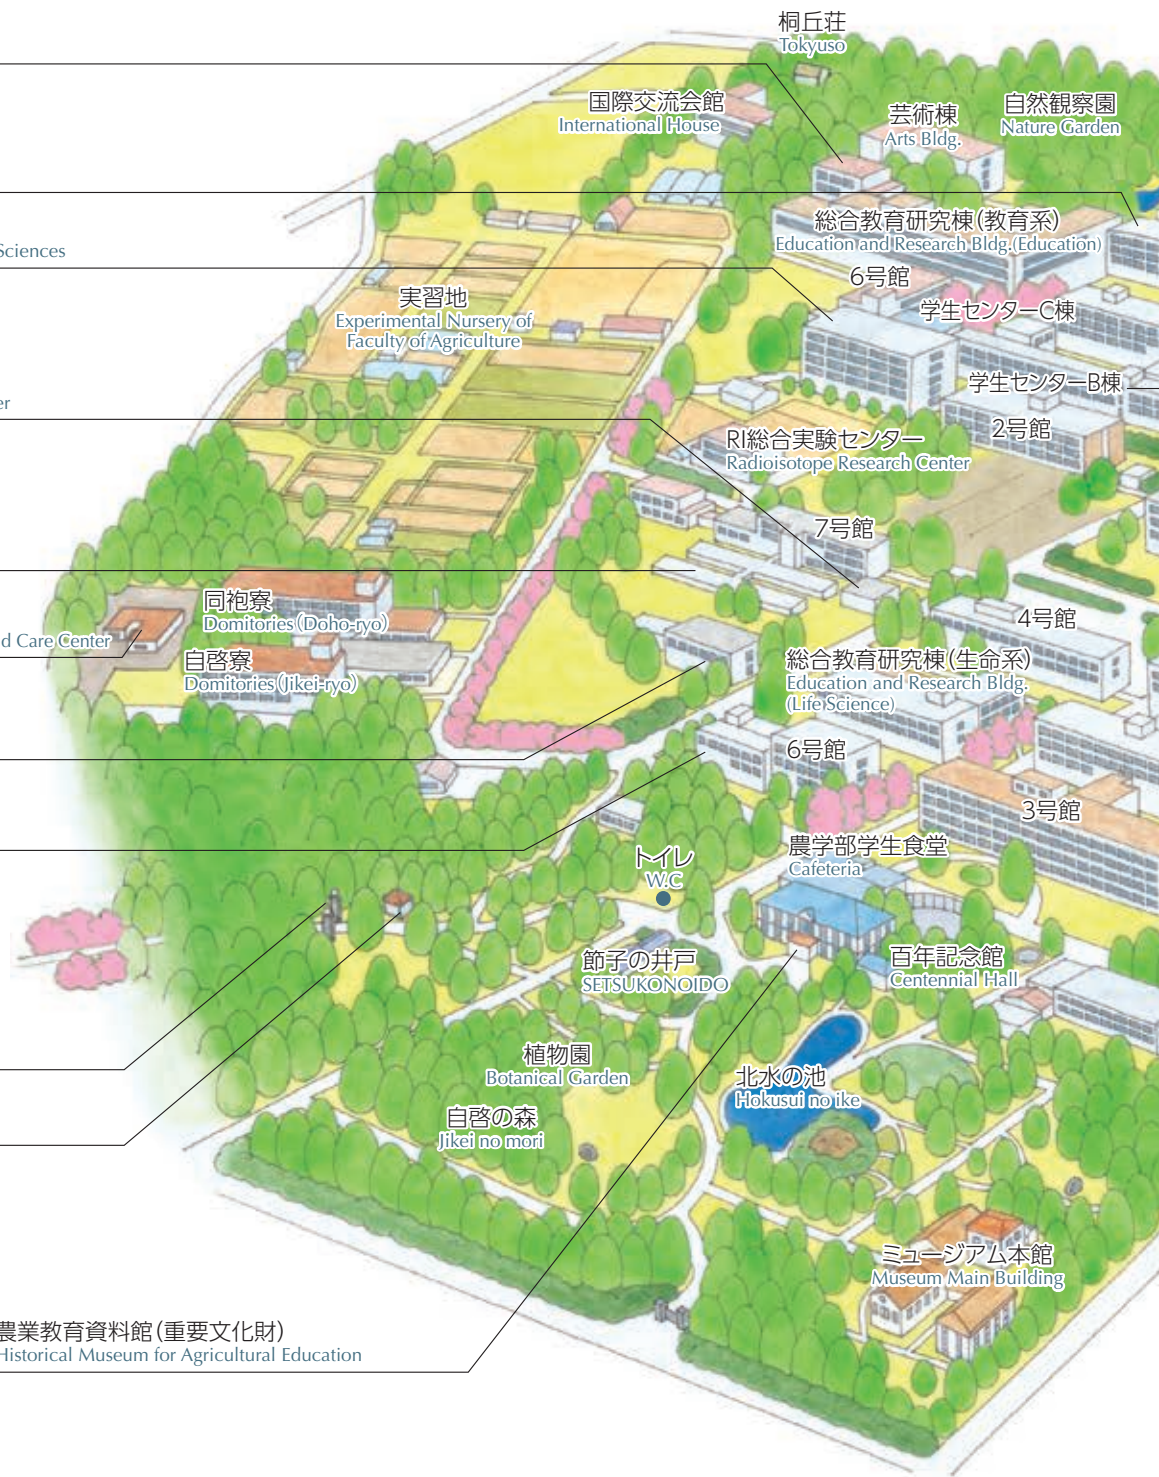 桐丘荘
Tokyuso
国際交流会館
International House
芸術棟
Arts Bldg.
自然観察園
Nature Garden
総合教育研究棟(教育系)
Education and Research Bldg.(Education)
Sciences
6号館
実習地
Experimental Nursery of
Faculty of Agriculture
学生センターC棟
学生センターB棟
er
2号館
RI総合実験センター
Radioisotope Research Center
7号館
同袍寮
Domitories(Doho-ryo)
4号館
d Care Center
自啓寮
Domitories(Jikei-ryo)
総合教育研究棟(生命系)
Education and Research Bldg.
(Life Science)
6号館
3号館
農学部学生食堂
Cafeteria
トイレ
W.C
節子の井戸
SETSUKONOIDO
百年記念館
Centennial Hall
植物園
Botanical Garden
北水の池
Hokusui no ike
自啓の森
Jikei no mori
ミュージアム本館
Museum Main Building
農業教育資料館(重要文化財)
Historical Museum for Agricultural Education